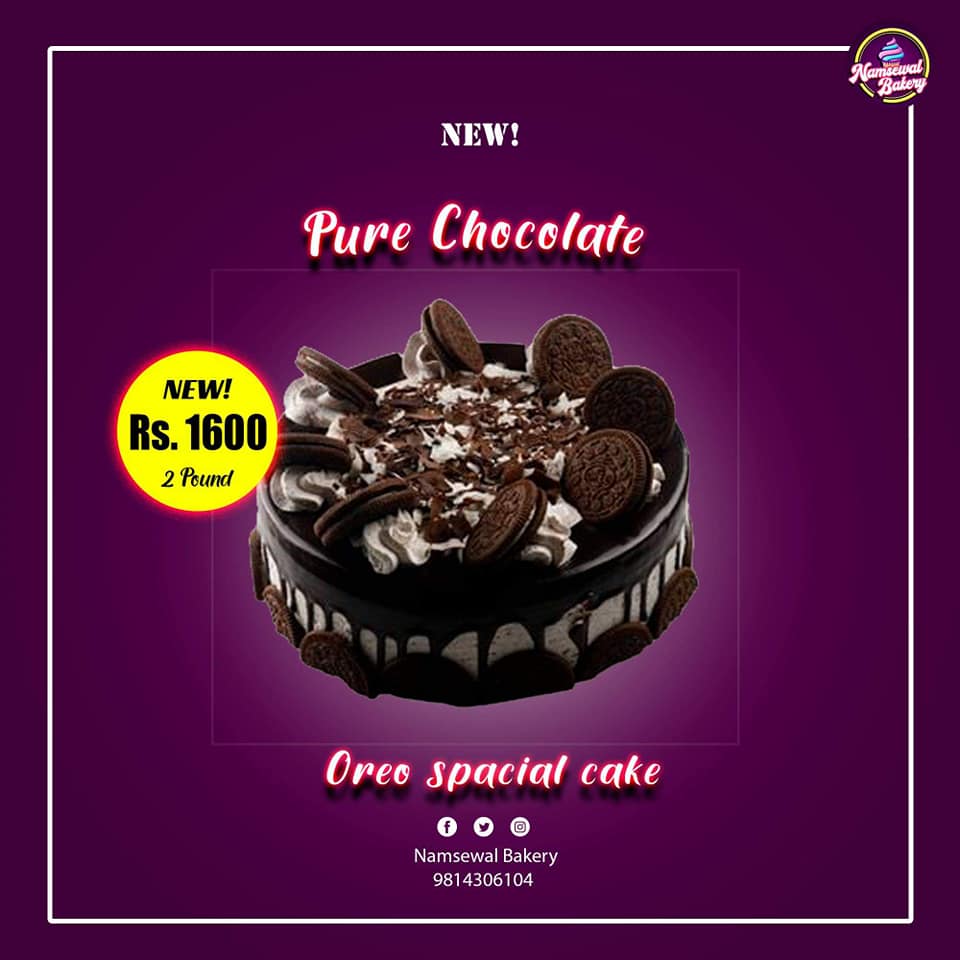 Namsewal
Bakery
NEW!
Pure Chocolate
NEW!
Rs. 1600
2 Pound
Oreo spacial cake
Namsewal Bakery
9814306104